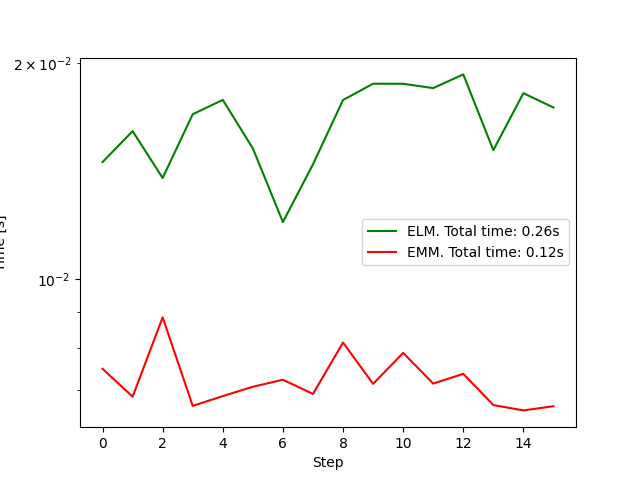 2 × 10⁻²
10⁻²
Time [s]
ELM. Total time: 0.26s
EMM. Total time: 0.12s
0 2 4 6 8 10 12 14
Step